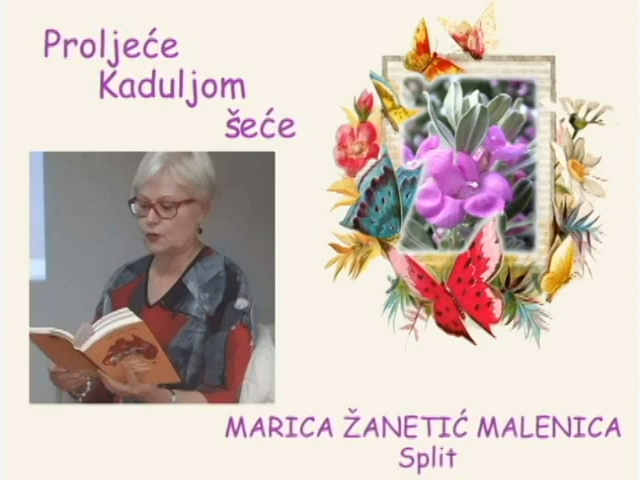 Proljeće
Kaduljom
šeće
MARICA ŽANETIĆ MALENICA
Split